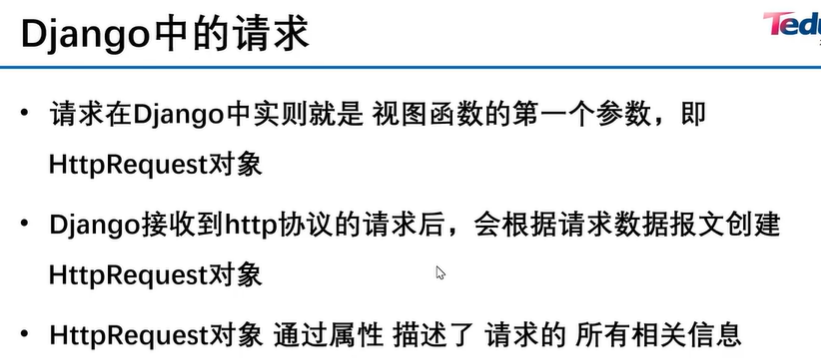 Django中的请求
Ted
• 请求在Django中实则就是 视图函数的第一个参数，即
HttpRequest对象
• Django接收到http协议的请求后，会根据请求数据报文创建
HttpRequest对象
• HttpRequest对象 通过属性 描述了 请求的 所有相关信息